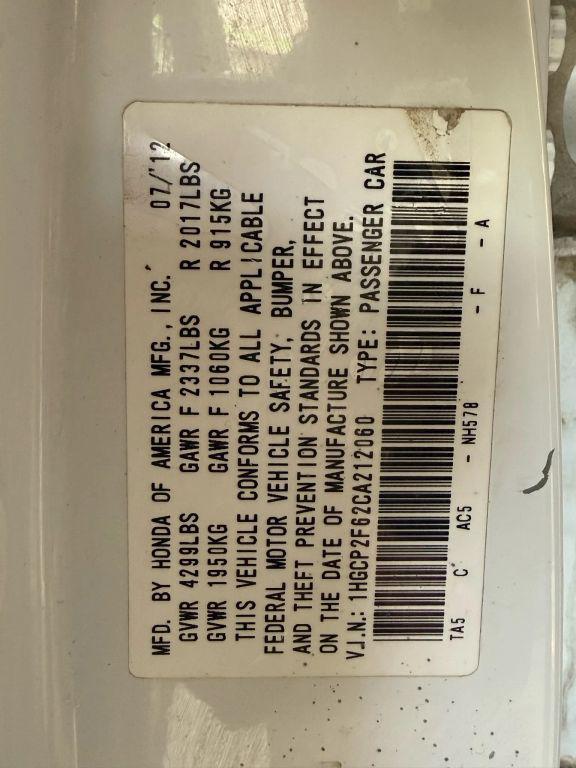 MFD. BY HONDA OF AMERICA MFG., INC. 07/'12
GVWR 4299LBS GAWR F 2337LBS R 2017LBS
GVWR 1950KG GAWR F 1060KG R 915KG
THIS VEHICLE CONFORMS TO ALL APPLICABLE
FEDERAL MOTOR VEHICLE SAFETY, BUMPER,
AND THEFT PREVENTION STANDARDS IN EFFECT
ON THE DATE OF MANUFACTURE SHOWN ABOVE.
V.I.N.: 1HGCP2F62CA212060 TYPE: PASSENGER CAR
TA5 C AC5 - NH578 - F - A